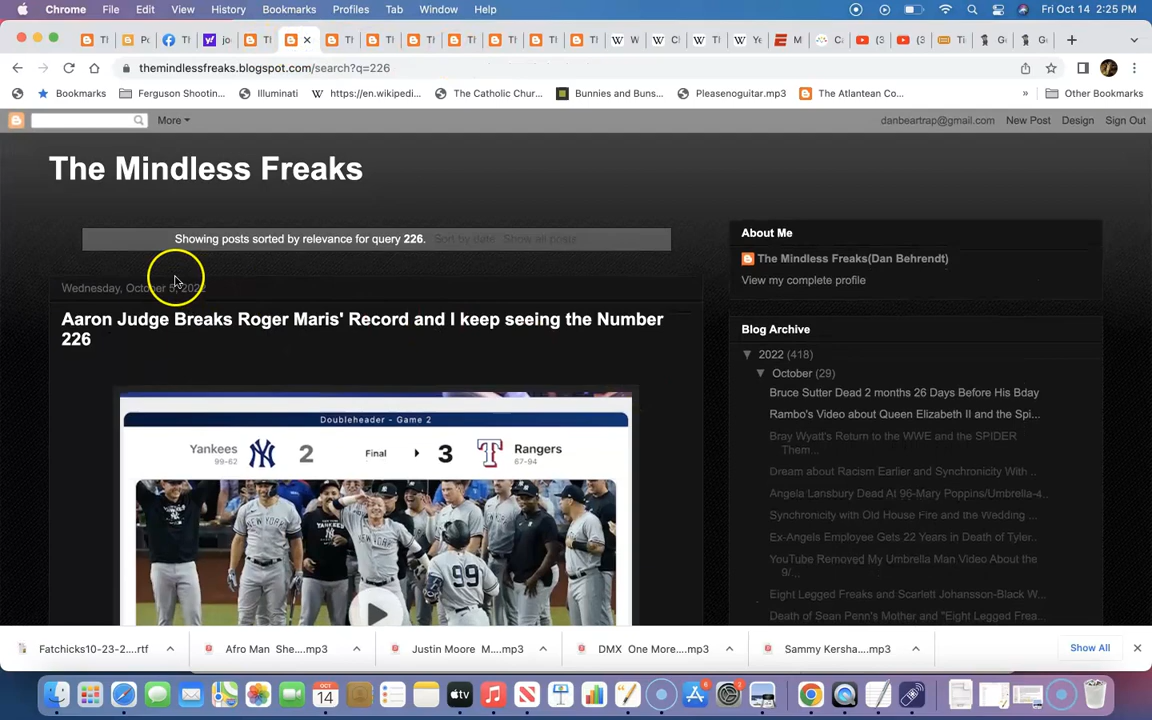 Chrome File Edit View History Bookmarks Profiles Tab Window Help Fri Oct 14 2:25 PM
themindlessfreaks.blogspot.com/search?q=226
Bookmarks Ferguson Shootin... Illuminati https://en.wikipedi... The Catholic Chur... Bunnies and Buns... Pleasenoguitar.mp3 The Atlantean Co... » Other Bookmarks
More danbeartrap@gmail.com New Post Design Sign Out
The Mindless Freaks
Showing posts sorted by relevance for query 226. Sort by date Show all posts
Wednesday, October 5, 2022
Aaron Judge Breaks Roger Maris' Record and I keep seeing the Number
226
Doubleheader - Game 2
Yankees 2 Final 3 Rangers
99-62 67-94
99
About Me
The Mindless Freaks(Dan Behrendt)
View my complete profile
Blog Archive
▼ 2022 (418)
▼ October (29)
Bruce Sutter Dead 2 months 26 Days Before His Bday
Rambo's Video about Queen Elizabeth II and the Spi...
Bray Wyatt's Return to the WWE and the SPIDER
Them...
Dream about Racism Earlier and Synchronicity With ...
Angela Lansbury Dead At 96-Mary Poppins/Umbrella-4...
Synchronicity with Old House Fire and the Wedding ...
Ex-Angels Employee Gets 22 Years in Death of Tyler...
YouTube Removed My Umbrella Man Video About the
9/...
Eight Legged Freaks and Scarlett Johansson-Black W...
Death of Sean Penn's Mother and "Eight Legged Frea...
Fatchicks10-23-2....rtf Afro Man She....mp3 Justin Moore M....mp3 DMX One More....mp3 Sammy Kersha....mp3 Show All